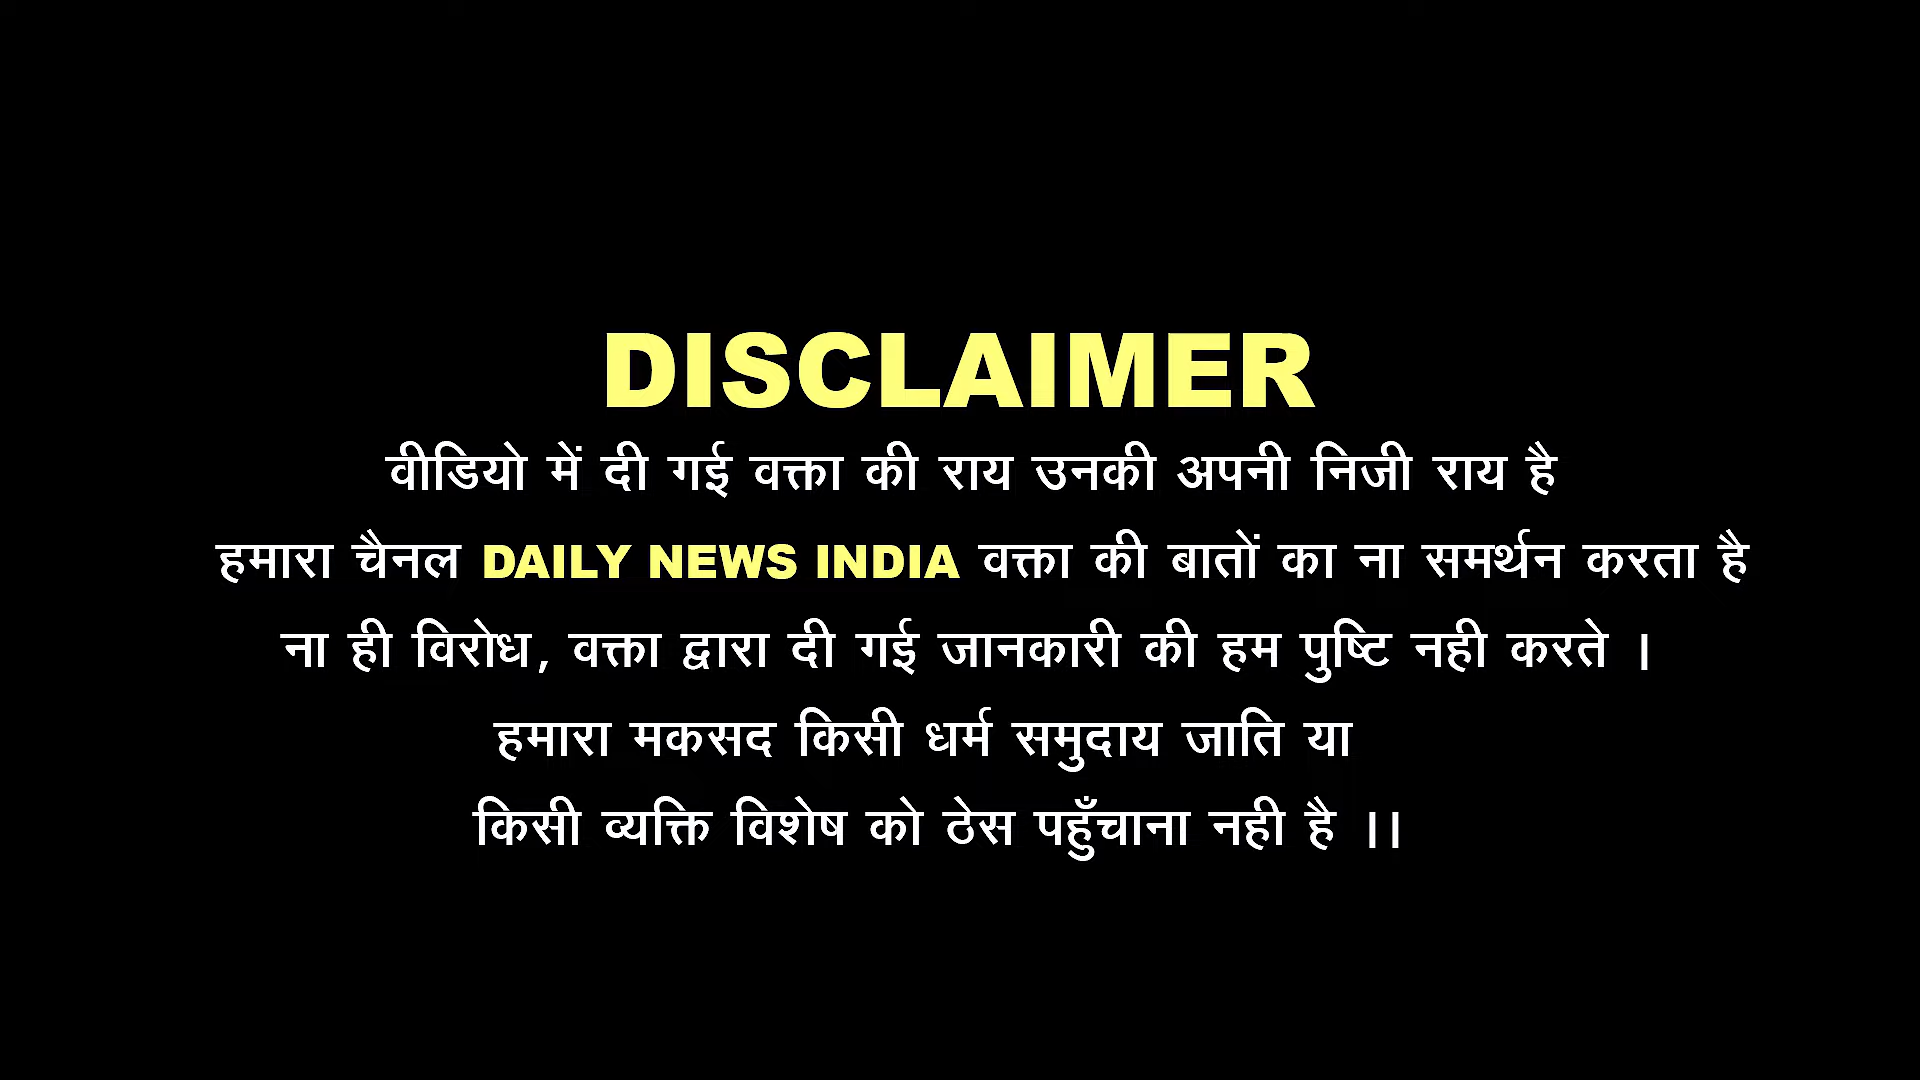 DISCLAIMER
वीडियो में दी गई वक्ता की राय उनकी अपनी निजी राय है
हमारा चैनल DAILY NEWS INDIA वक्ता की बातों का ना समर्थन करता है
ना ही विरोध, वक्ता द्वारा दी गई जानकारी की हम पुष्टि नही करते ।
हमारा मकसद किसी धर्म समुदाय जाति या
किसी व्यक्ति विशेष को ठेस पहुँचाना नही है ।।